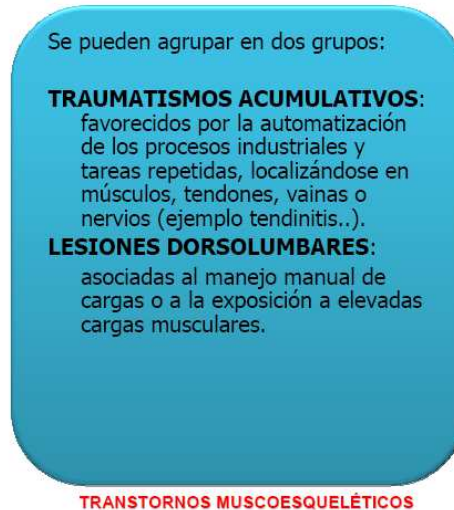 Se pueden agrupar en dos grupos:
TRAUMATISMOS ACUMULATIVOS:
favorecidos por la automatización
de los procesos industriales y
tareas repetidas, localizándose en
músculos, tendones, vainas o
nervios (ejemplo tendinitis..).
LESIONES DORSOLUMBARES:
asociadas al manejo manual de
cargas o a la exposición a elevadas
cargas musculares.
TRANSTORNOS MUSCOESQUELÉTICOS